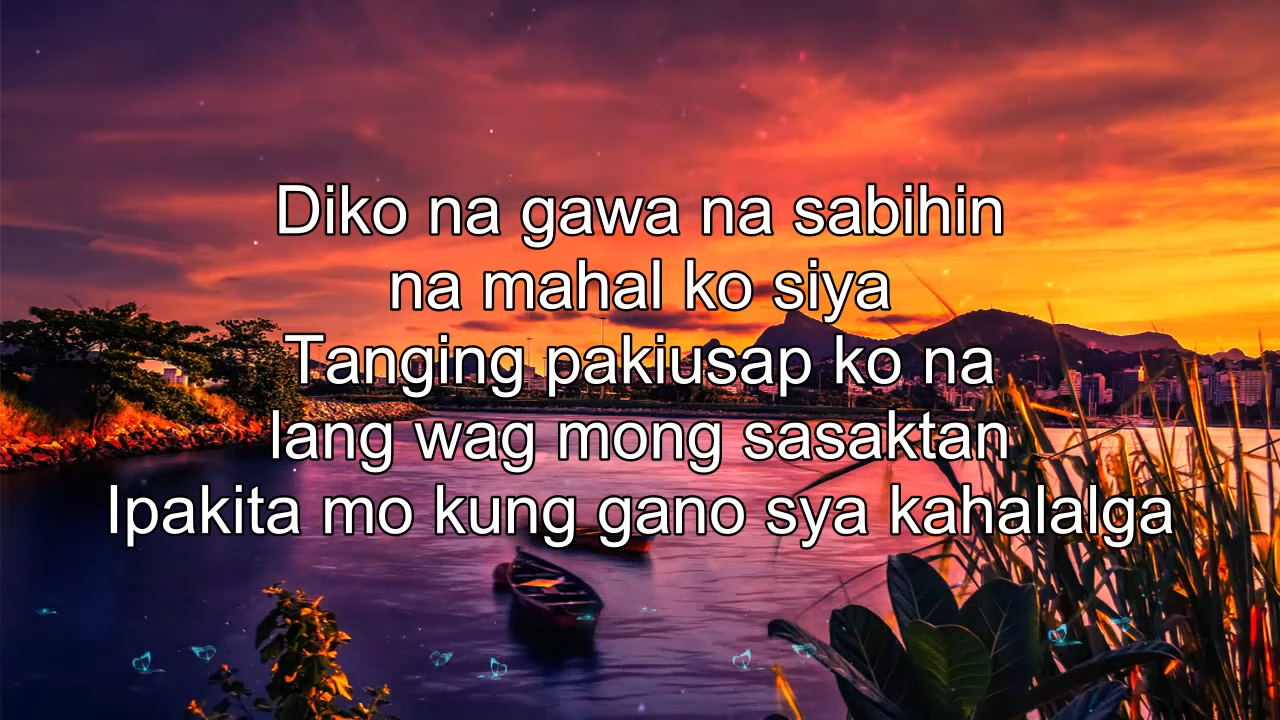 Diko na gawa na sabihin
na mahal ko siya
Tanging pakiusap ko na
lang wag mong sasaktan
Ipakita mo kung gano sya kahalalga